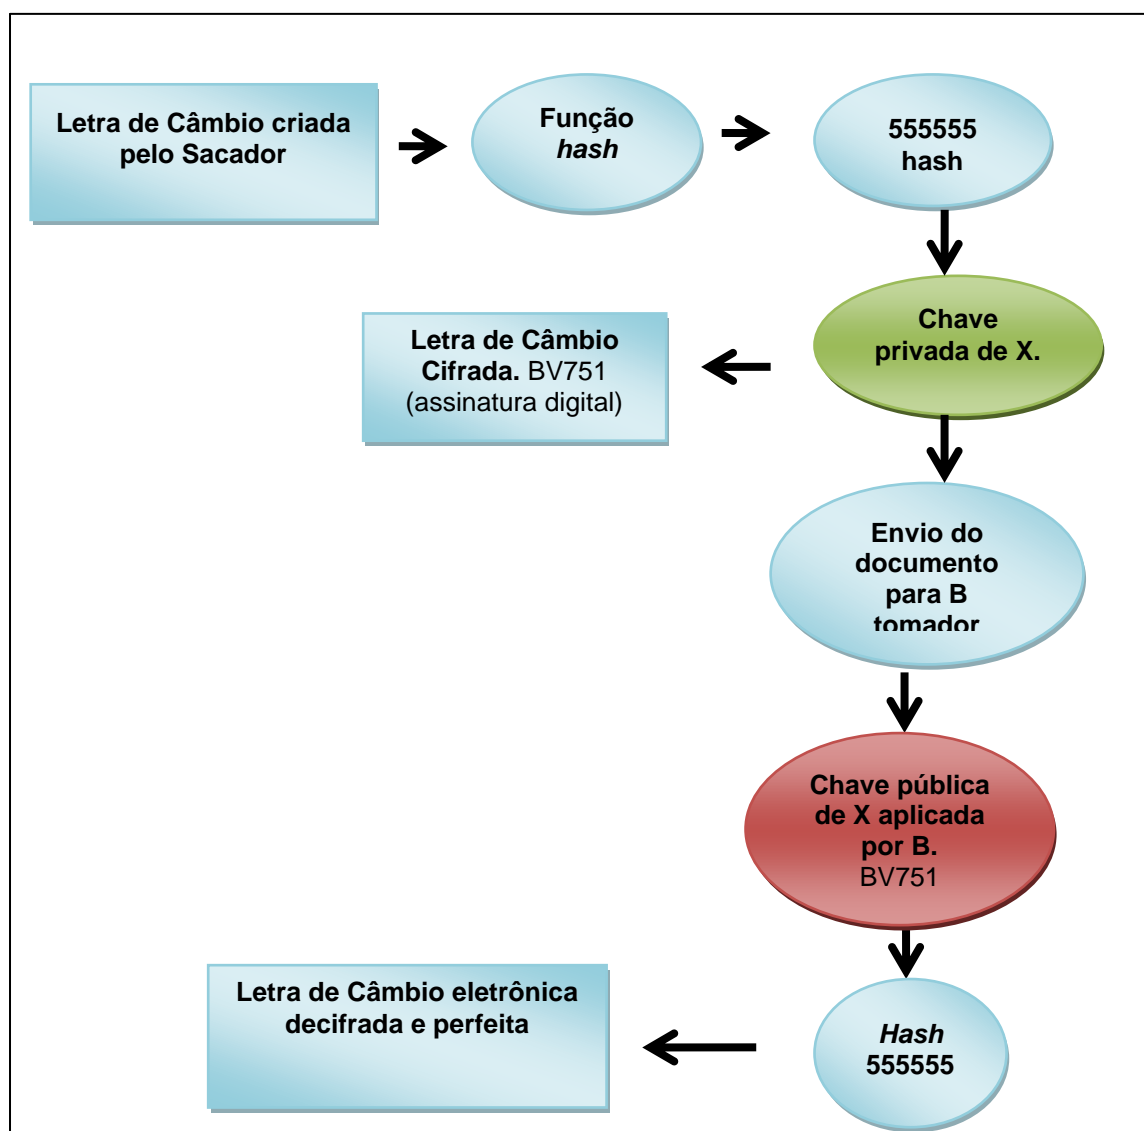 Letra de Câmbio criada
pelo Sacador
Função
hash
555555
hash
Chave
privada de X.
Letra de Câmbio
Cifrada. BV751
(assinatura digital)
Envio do
documento
para B
tomador
Chave pública
de X aplicada
por B.
BV751
Letra de Câmbio eletrônica
decifrada e perfeita
Hash
555555